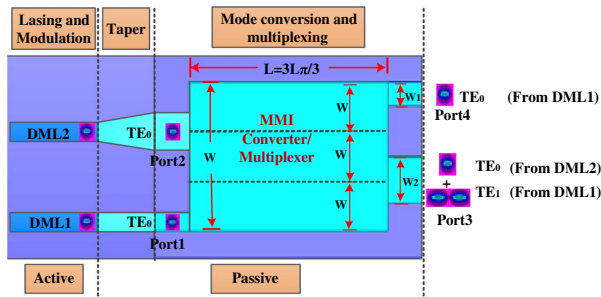 Lasing and
Modulation
Taper
Mode conversion and
multiplexing
L=3Lπ/3
W1
TE0 (From DML1)
Port4
DML2
TE0
Port2
W
MMI
Converter/
Multiplexer
W
W
W
W2
TE0 (From DML2)
+
TE1 (From DML1)
Port3
DML1
TE0
Port1
Active
Passive